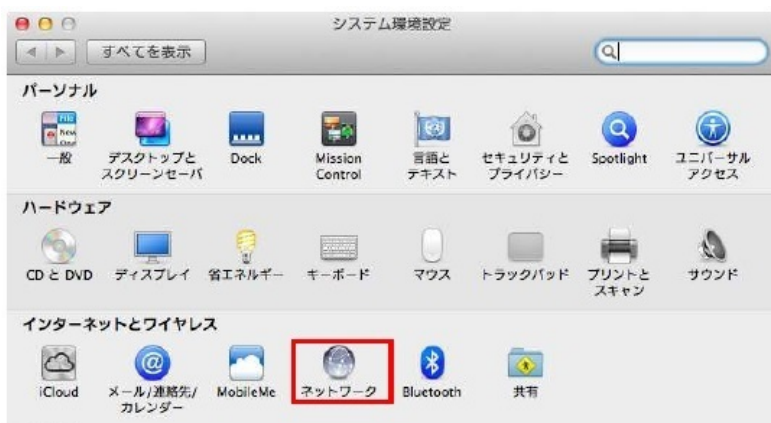 システム環境設定
すべてを表示
パーソナル
一般
デスクトップと
スクリーンセーバ
Dock
Mission
Control
言語と
テキスト
セキュリティと
プライバシー
Spotlight
ユニバーサル
アクセス
ハードウェア
CD と DVD
ディスプレイ
省エネルギー
キーボード
マウス
トラックパッド
プリントと
スキャン
サウンド
インターネットとワイヤレス
iCloud
メール/連絡先/
カレンダー
MobileMe
ネットワーク
Bluetooth
共有